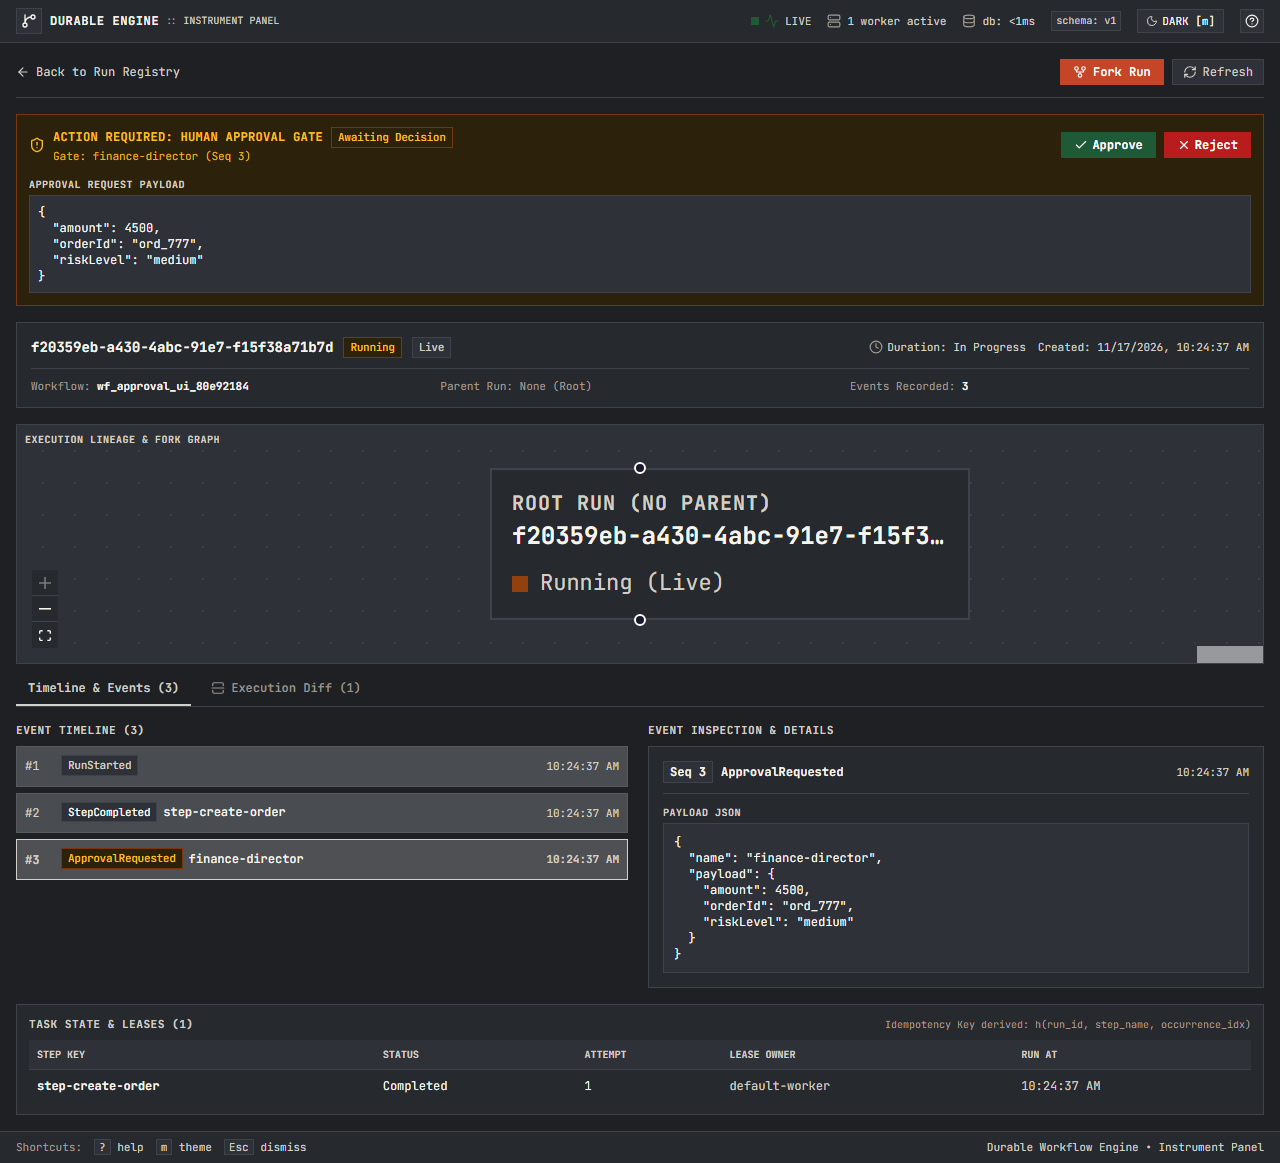 DURABLE ENGINE :: INSTRUMENT PANEL
LIVE 1 worker active db: <1ms schema: v1 DARK [m]
Back to Run Registry Fork Run Refresh
ACTION REQUIRED: HUMAN APPROVAL GATE Awaiting Decision
Gate: finance-director (Seq 3)
Approve Reject
APPROVAL REQUEST PAYLOAD
{
"amount": 4500,
"orderId": "ord_777",
"riskLevel": "medium"
}
f20359eb-a430-4abc-91e7-f15f38a71b7d Running Live Duration: In Progress Created: 11/17/2026, 10:24:37 AM
Workflow: wf_approval_ui_80e92184 Parent Run: None (Root) Events Recorded: 3
EXECUTION LINEAGE & FORK GRAPH
ROOT RUN (NO PARENT)
f20359eb-a430-4abc-91e7-f15f3…
Running (Live)
Timeline & Events (3) Execution Diff (1)
EVENT TIMELINE (3)
#1 RunStarted 10:24:37 AM
#2 StepCompleted step-create-order 10:24:37 AM
#3 ApprovalRequested finance-director 10:24:37 AM
EVENT INSPECTION & DETAILS
Seq 3 ApprovalRequested 10:24:37 AM
PAYLOAD JSON
{
"name": "finance-director",
"payload": {
"amount": 4500,
"orderId": "ord_777",
"riskLevel": "medium"
}
}
TASK STATE & LEASES (1) Idempotency Key derived: h(run_id, step_name, occurrence_idx)
STEP KEY STATUS ATTEMPT LEASE OWNER RUN AT
step-create-order Completed 1 default-worker 10:24:37 AM
Shortcuts: ? help m theme Esc dismiss Durable Workflow Engine • Instrument Panel